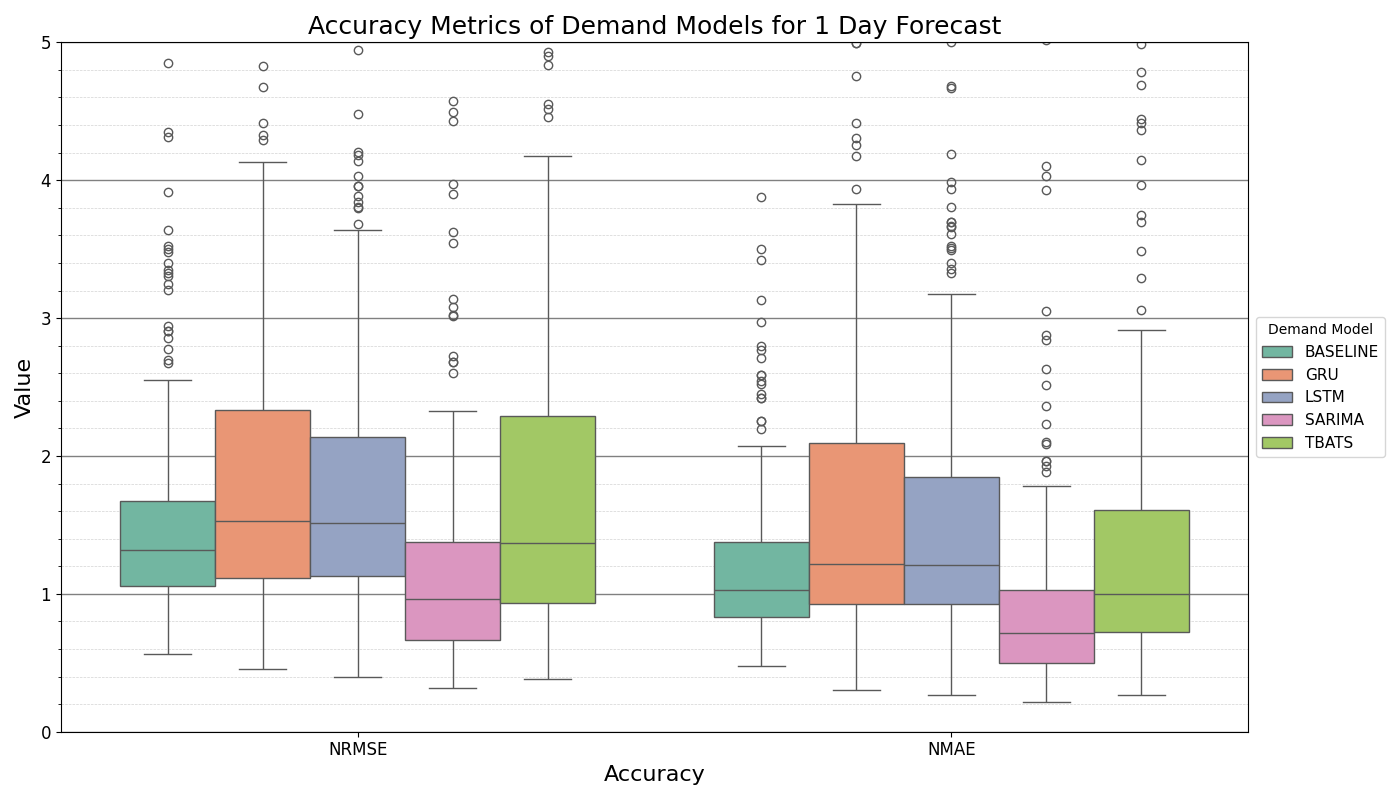 Accuracy Metrics of Demand Models for 1 Day Forecast
Value
5
4
3
2
1
0
NRMSE
NMAE
Accuracy
Demand Model
BASELINE
GRU
LSTM
SARIMA
TBATS